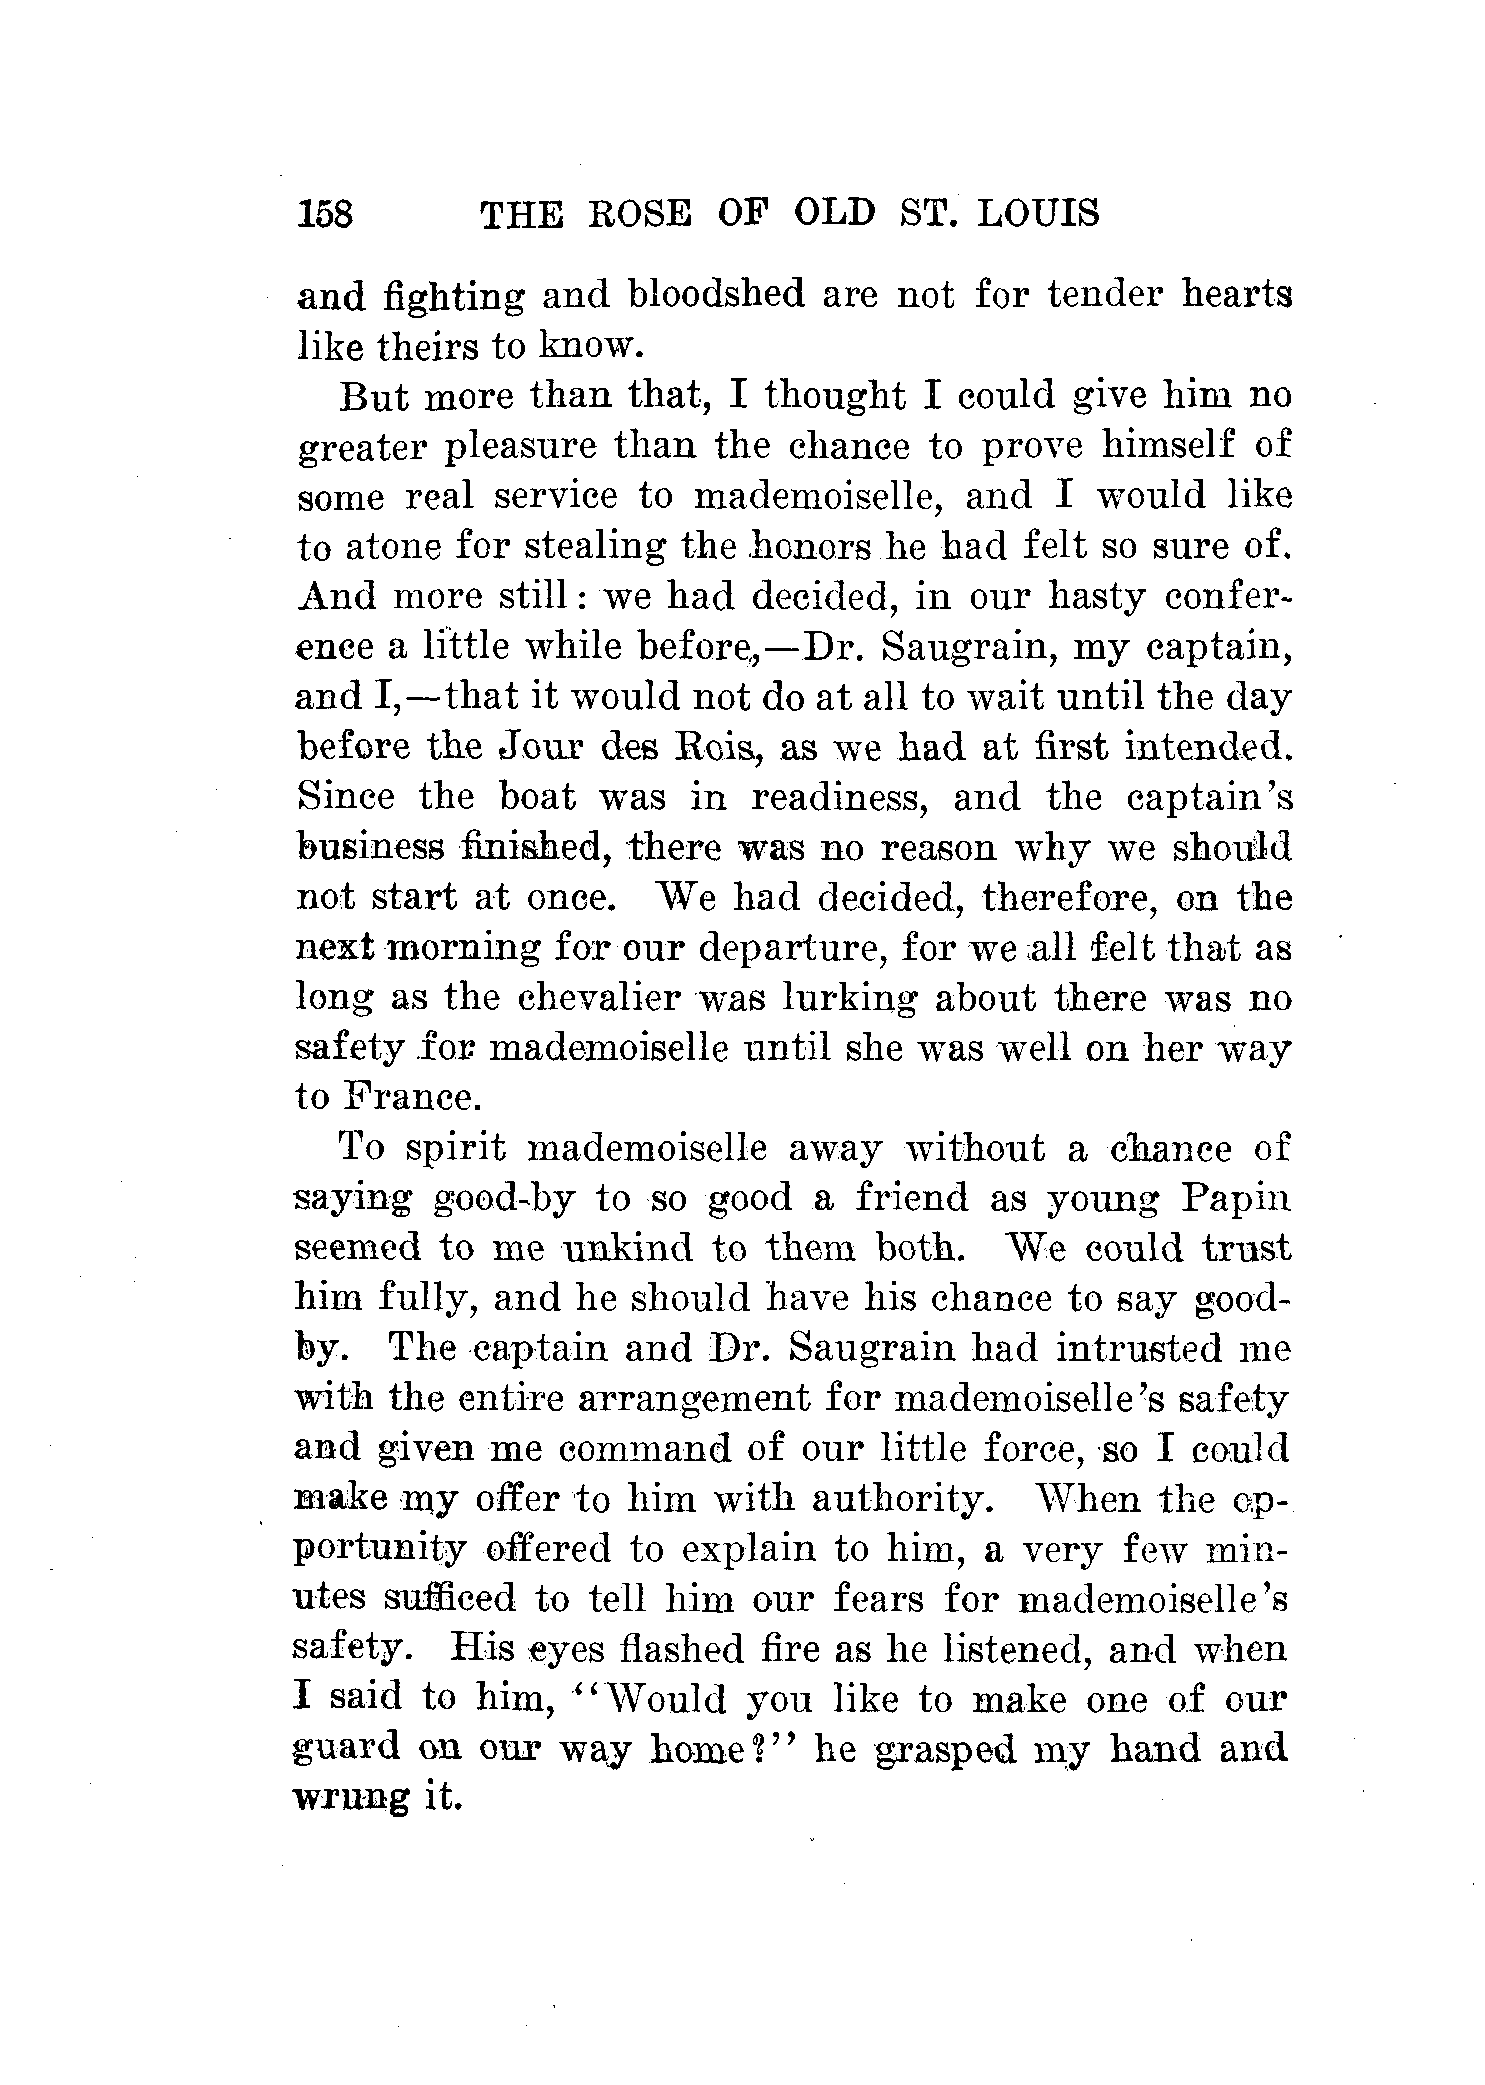 158 THE ROSE OF OLD ST. LOUIS
and fighting and bloodshed are not for tender hearts
like theirs to know.
But more than that, I thought I could give him no
greater pleasure than the chance to prove himself of
some real service to mademoiselle, and I would like
to atone for stealing the honors he had felt so sure of.
And more still: we had decided, in our hasty confer-
ence a little while before,—Dr. Saugrain, my captain,
and I,—that it would not do at all to wait until the day
before the Jour des Rois, as we had at first intended.
Since the boat was in readiness, and the captain's
business finished, there was no reason why we should
not start at once. We had decided, therefore, on the
next morning for our departure, for we all felt that as
long as the chevalier was lurking about there was no
safety for mademoiselle until she was well on her way
to France.
To spirit mademoiselle away without a chance of
saying good-by to so good a friend as young Papin
seemed to me unkind to them both. We could trust
him fully, and he should have his chance to say good-
by. The captain and Dr. Saugrain had intrusted me
with the entire arrangement for mademoiselle's safety
and given me command of our little force, so I could
make my offer to him with authority. When the op-
portunity offered to explain to him, a very few min-
utes sufficed to tell him our fears for mademoiselle's
safety. His eyes flashed fire as he listened, and when
I said to him, "Would you like to make one of our
guard on our way home?" he grasped my hand and
wrung it.